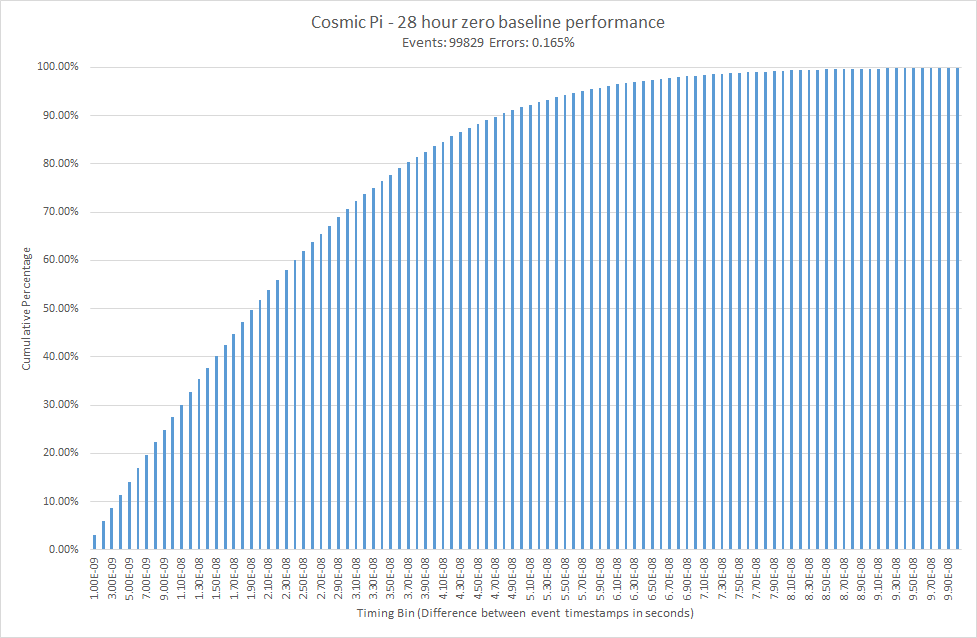 Cosmic Pi - 28 hour zero baseline performance
Events: 99829 Errors: 0.165%
Cumulative Percentage
100.00%
90.00%
80.00%
70.00%
60.00%
50.00%
40.00%
30.00%
20.00%
10.00%
0.00%
1.00E-09
3.00E-09
5.00E-09
7.00E-09
9.00E-09
1.10E-08
1.30E-08
1.50E-08
1.70E-08
1.90E-08
2.10E-08
2.30E-08
2.50E-08
2.70E-08
2.90E-08
3.10E-08
3.30E-08
3.50E-08
3.70E-08
3.90E-08
4.10E-08
4.30E-08
4.50E-08
4.70E-08
4.90E-08
5.10E-08
5.30E-08
5.50E-08
5.70E-08
5.90E-08
6.10E-08
6.30E-08
6.50E-08
6.70E-08
6.90E-08
7.10E-08
7.30E-08
7.50E-08
7.70E-08
7.90E-08
8.10E-08
8.30E-08
8.50E-08
8.70E-08
8.90E-08
9.10E-08
9.30E-08
9.50E-08
9.70E-08
9.90E-08
Timing Bin (Difference between event timestamps in seconds)